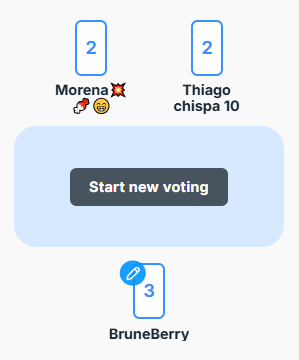 2
2
Morena💥
🚀😁
Thiago
chispa 10
Start new voting
3
BruneBerry